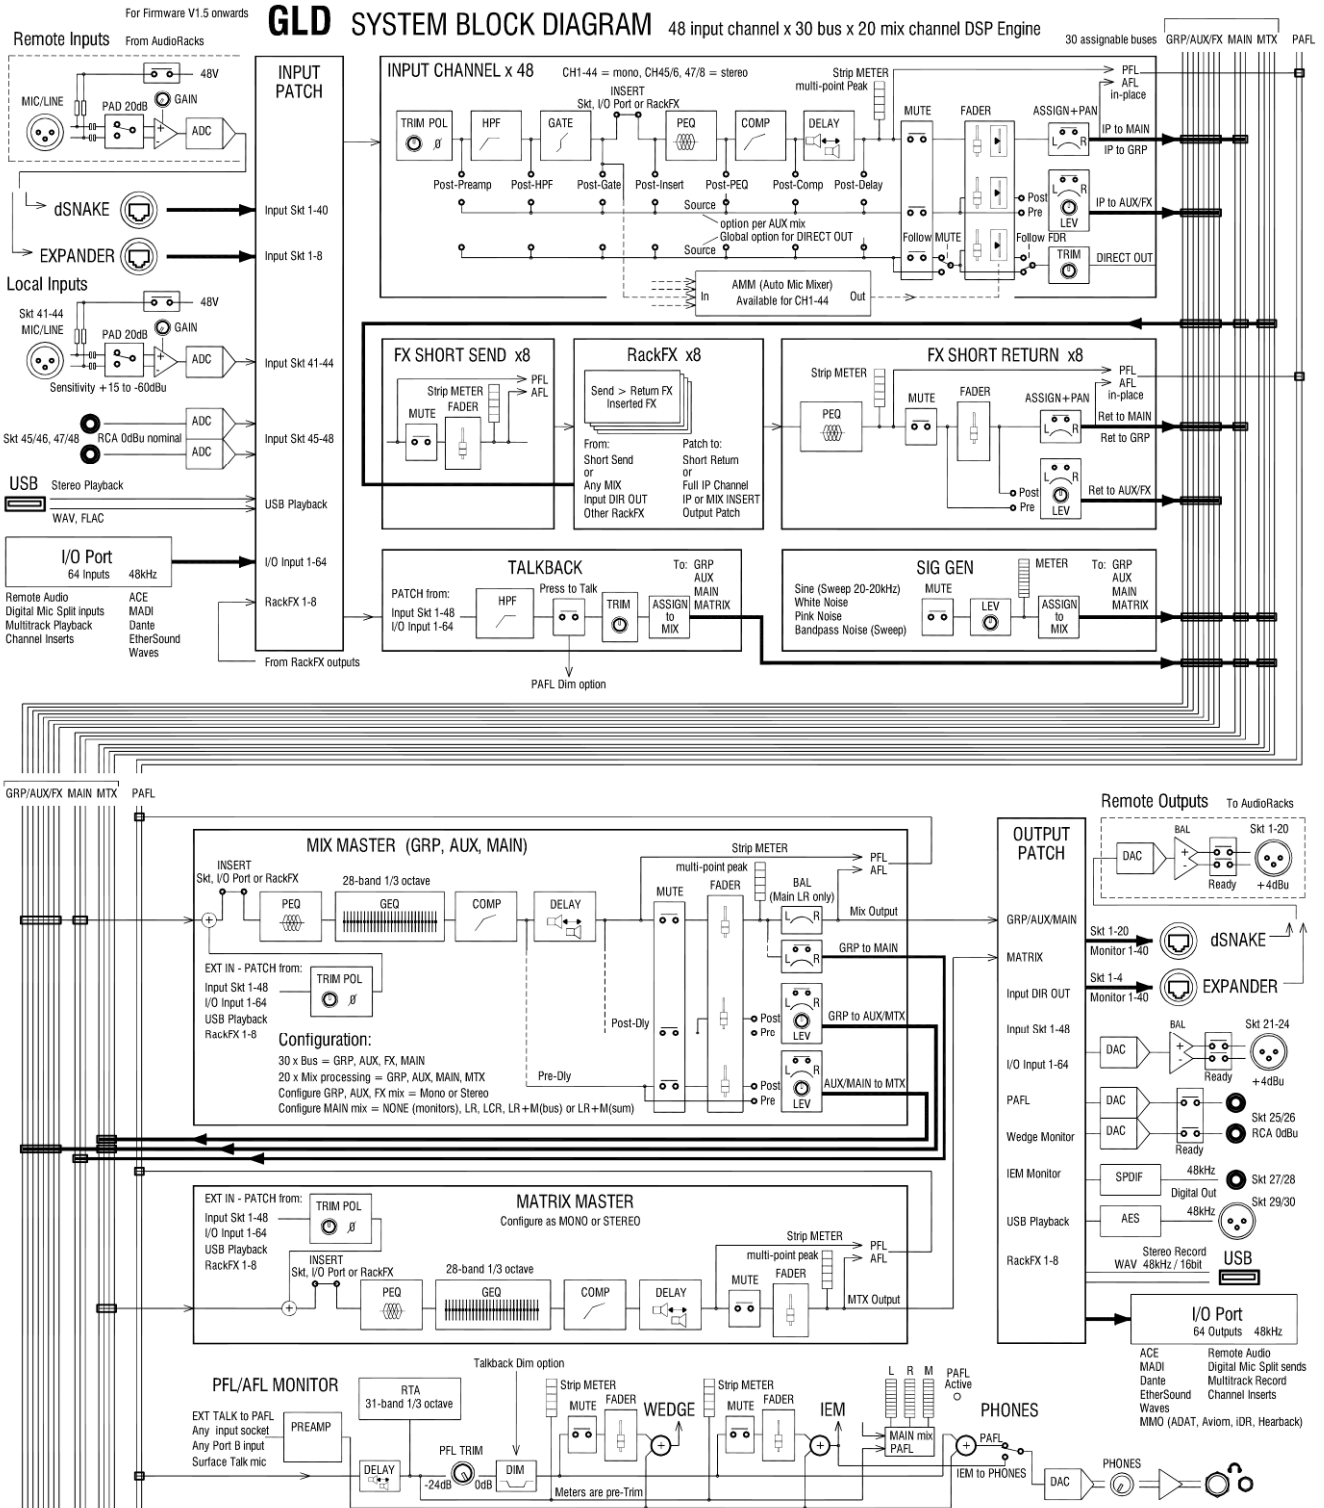 For Firmware V1.5 onwards
GLD SYSTEM BLOCK DIAGRAM 48 input channel x 30 bus x 20 mix channel DSP Engine
Remote Inputs From AudioRacks
30 assignable buses GRP/AUX/FX MAIN MTX PAFL
48V
MIC/LINE
PAD 20dB
GAIN
ADC
dSNAKE
EXPANDER
Local Inputs
Skt 41-44
MIC/LINE
48V
PAD 20dB
GAIN
ADC
Sensitivity +15 to -60dBu
Skt 45/46, 47/48
RCA 0dBu nominal
ADC
ADC
USB Stereo Playback
WAV, FLAC
I/O Port
64 Inputs 48kHz
Remote Audio
Digital Mic Split inputs
Multitrack Playback
Channel Inserts
ACE
MADI
Dante
EtherSound
Waves
INPUT
PATCH
Input Skt 1-40
Input Skt 1-8
Input Skt 41-44
Input Skt 45-48
USB Playback
I/O Input 1-64
RackFX 1-8
From RackFX outputs
INPUT CHANNEL x 48
CH1-44 = mono, CH45/6, 47/8 = stereo
INSERT
Skt, I/O Port or RackFX
Strip METER
multi-point Peak
PFL
AFL
in-place
TRIM POL
HPF
GATE
PEQ
COMP
DELAY
MUTE
FADER
ASSIGN+PAN
L R
IP to MAIN
IP to GRP
Post-Preamp
Post-HPF
Post-Gate
Post-Insert
Post-PEQ
Post-Comp
Post-Delay
Source
option per AUX mix
Global option for DIRECT OUT
Source
Post
Pre
L R
LEV
IP to AUX/FX
Follow MUTE
Follow FDR
TRIM
DIRECT OUT
In
AMM (Auto Mic Mixer)
Available for CH1-44
Out
FX SHORT SEND x8
Strip METER
PFL
AFL
MUTE
FADER
RackFX x8
Send > Return FX
Inserted FX
From:
Short Send
or
Any MIX
Input DIR OUT
Other RackFX
Patch to:
Short Return
or
Full IP Channel
IP or MIX INSERT
Output Patch
FX SHORT RETURN x8
Strip METER
PFL
AFL
in-place
PEQ
MUTE
FADER
ASSIGN+PAN
L R
Ret to MAIN
Ret to GRP
Post
Pre
L R
LEV
Ret to AUX/FX
TALKBACK
PATCH from:
Input Skt 1-48
I/O Input 1-64
HPF
Press to Talk
TRIM
ASSIGN
to
MIX
To: GRP
AUX
MAIN
MATRIX
PAFL Dim option
SIG GEN
Sine (Sweep 20-20kHz)
White Noise
Pink Noise
Bandpass Noise (Sweep)
MUTE
LEV
METER
ASSIGN
to
MIX
To: GRP
AUX
MAIN
MATRIX
GRP/AUX/FX MAIN MTX PAFL
MIX MASTER (GRP, AUX, MAIN)
INSERT
Skt, I/O Port or RackFX
PEQ
28-band 1/3 octave
GEQ
COMP
DELAY
Strip METER
multi-point peak
PFL
AFL
MUTE
FADER
BAL
(Main LR only)
L R
Mix Output
L R
GRP to MAIN
EXT IN - PATCH from:
Input Skt 1-48
I/O Input 1-64
USB Playback
RackFX 1-8
TRIM POL
Configuration:
30 x Bus = GRP, AUX, FX, MAIN
20 x Mix processing = GRP, AUX, MAIN, MTX
Configure GRP, AUX, FX mix = Mono or Stereo
Configure MAIN mix = NONE (monitors), LR, LCR, LR+M(bus) or LR+M(sum)
Post-Dly
Pre-Dly
Post
Pre
L R
LEV
GRP to AUX/MTX
Post
Pre
L R
LEV
AUX/MAIN to MTX
MATRIX MASTER
Configure as MONO or STEREO
EXT IN - PATCH from:
Input Skt 1-48
I/O Input 1-64
USB Playback
RackFX 1-8
TRIM POL
INSERT
Skt, I/O Port or RackFX
PEQ
28-band 1/3 octave
GEQ
COMP
DELAY
Strip METER
multi-point peak
PFL
AFL
MUTE
FADER
MTX Output
OUTPUT
PATCH
GRP/AUX/MAIN
MATRIX
Input DIR OUT
Input Skt 1-48
I/O Input 1-64
PAFL
Wedge Monitor
IEM Monitor
USB Playback
RackFX 1-8
Remote Outputs To AudioRacks
DAC
BAL
Ready
Skt 1-20
+4dBu
Skt 1-20
Monitor 1-40
dSNAKE
Skt 1-4
Monitor 1-40
EXPANDER
DAC
BAL
Ready
Skt 21-24
+4dBu
DAC
DAC
Ready
Skt 25/26
RCA 0dBu
SPDIF
48kHz
Digital Out
Skt 27/28
AES
48kHz
Skt 29/30
Stereo Record
WAV 48kHz / 16bit
USB
I/O Port
64 Outputs 48kHz
ACE
MADI
Dante
EtherSound
Waves
MMO (ADAT, Aviom, iDR, Hearback)
Remote Audio
Digital Mic Split sends
Multitrack Record
Channel Inserts
PFL/AFL MONITOR
EXT TALK to PAFL
Any input socket
Any Port B input
Surface Talk mic
PREAMP
RTA
31-band 1/3 octave
DELAY
PFL TRIM
-24dB 0dB
Talkback Dim option
DIM
Strip METER
MUTE
FADER
WEDGE
Meters are pre-Trim
Strip METER
MUTE
FADER
IEM
L R M
PAFL
Active
MAIN mix
PAFL
PHONES
PAFL
IEM to PHONES
DAC
PHONES